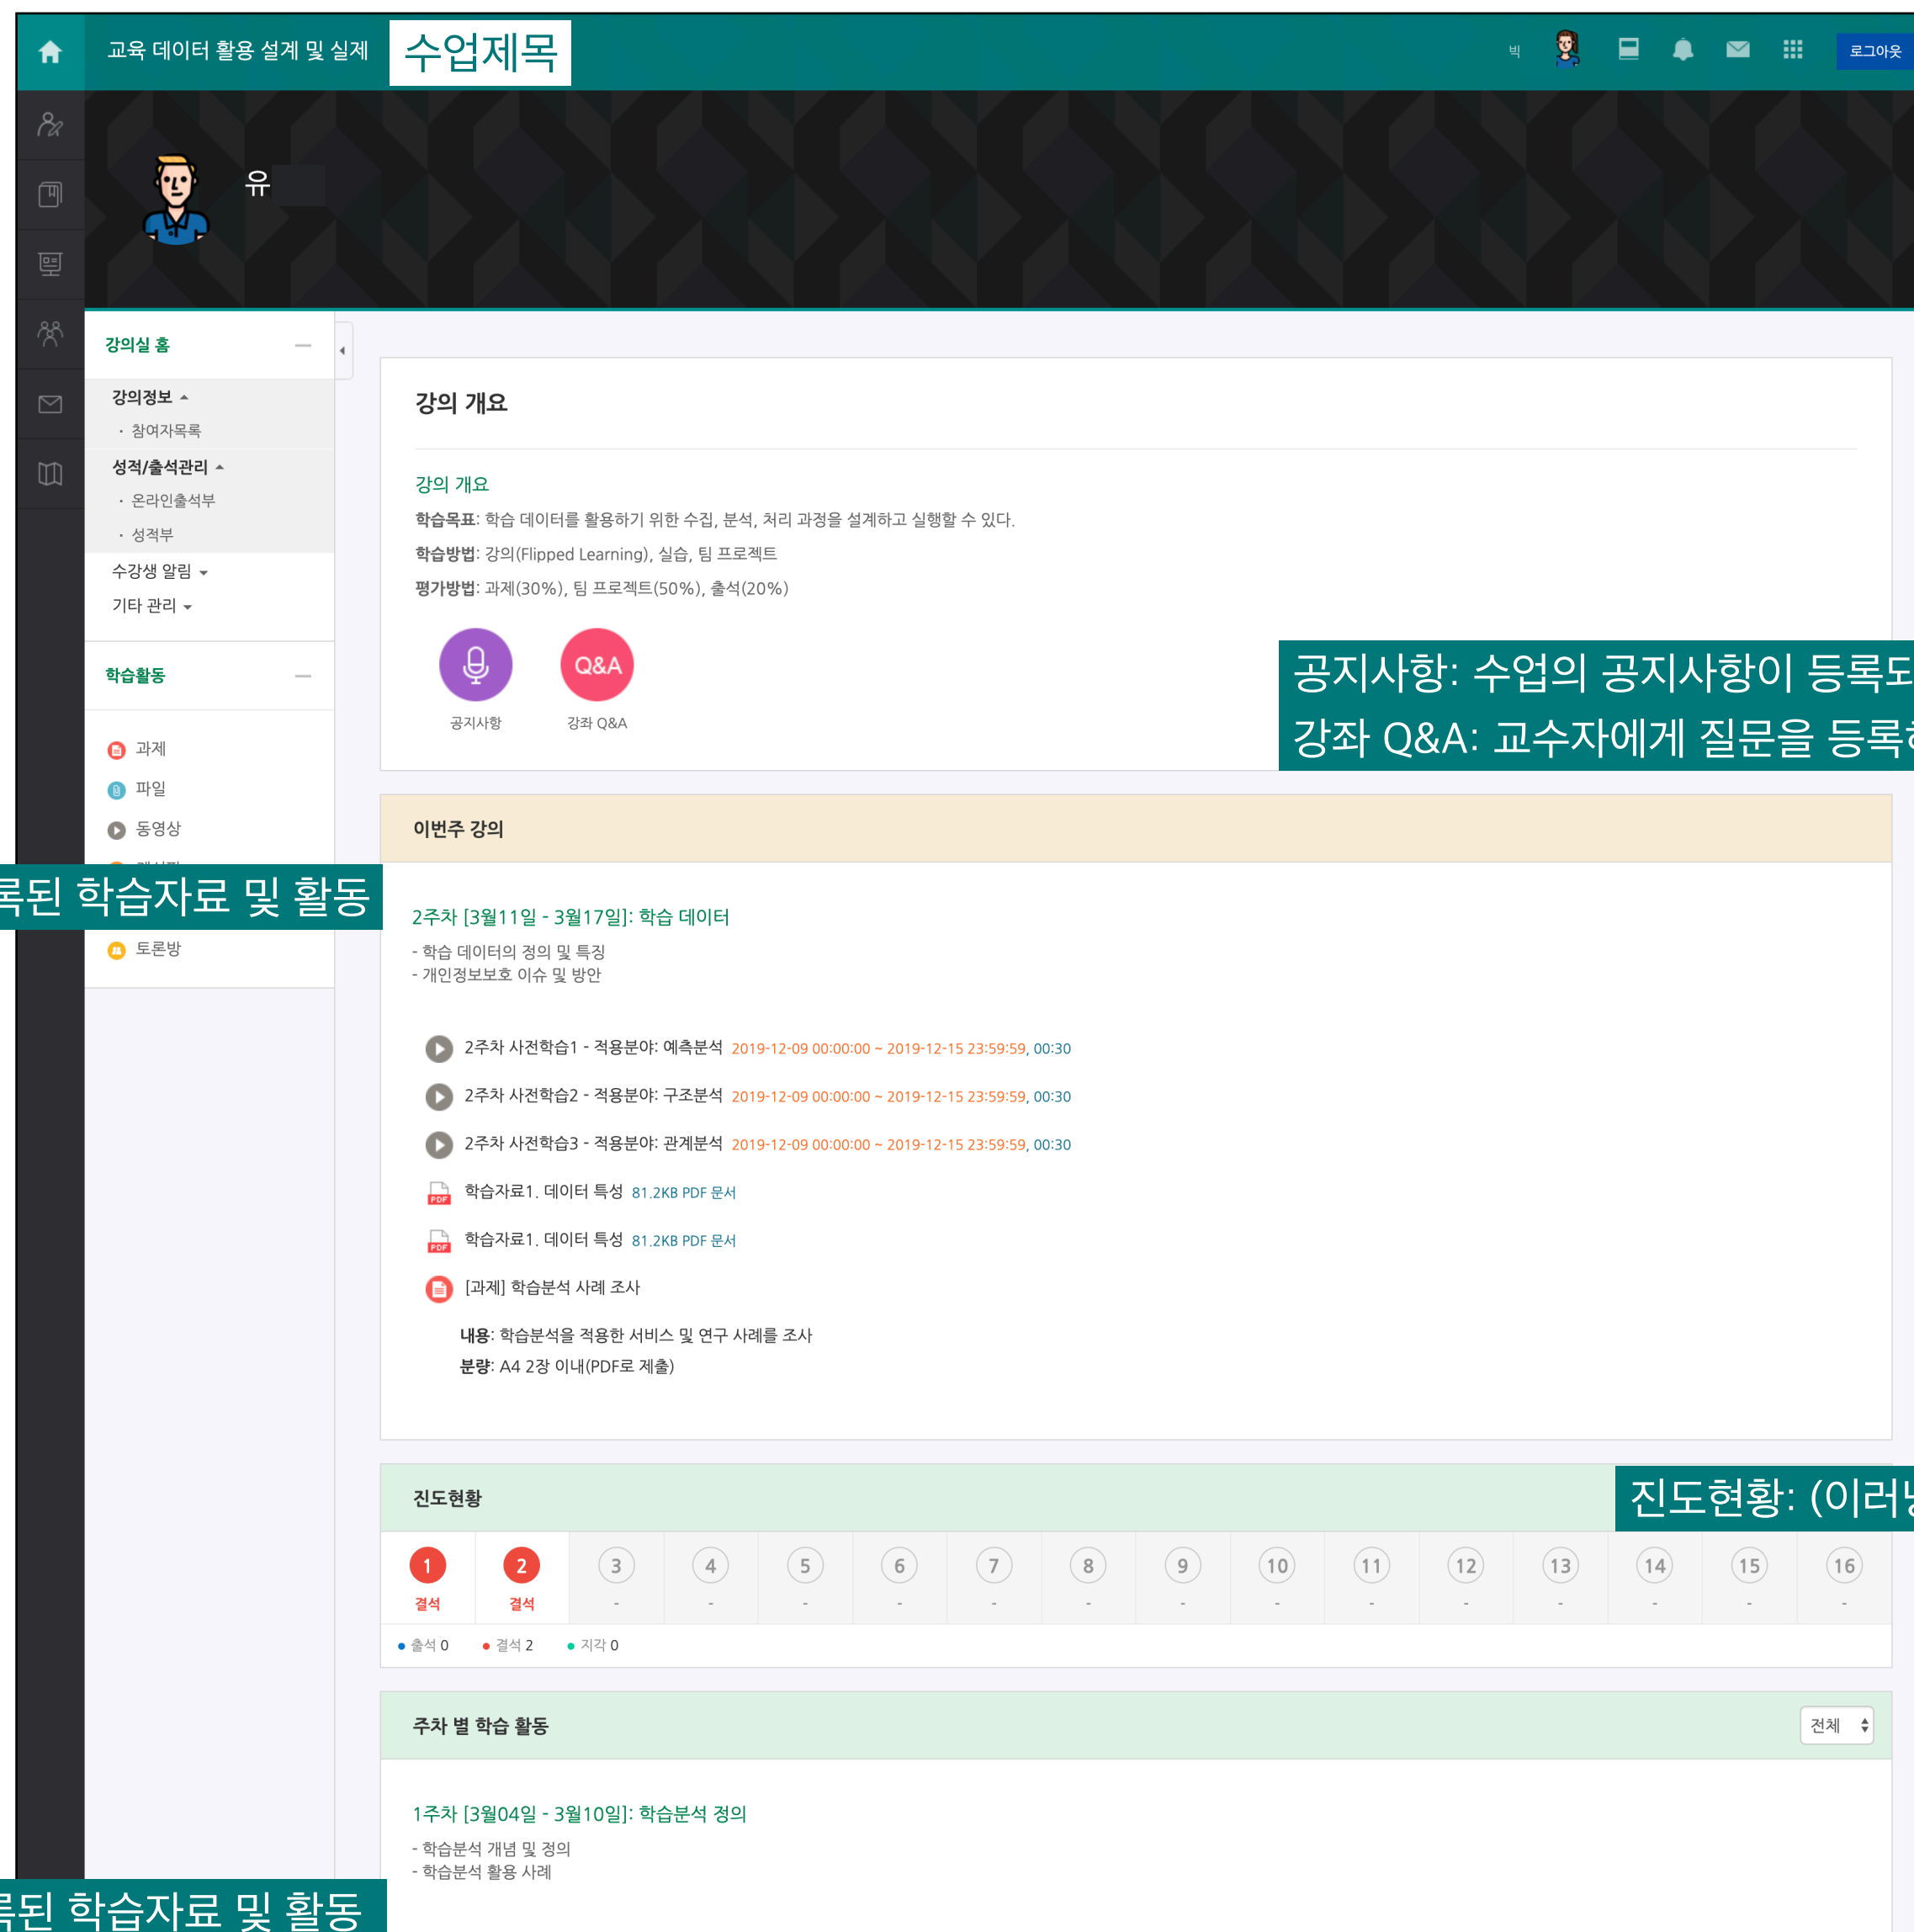 교육 데이터 활용 설계 및 실제
수업제목
빅
로그아웃
유
강의실 홈
강의정보
참여자목록
성적/출석관리
온라인출석부
성적부
수강생 알림
기타 관리
학습활동
과제
파일
동영상
록된 학습자료 및 활동
토론방
강의 개요
강의 개요
학습목표: 학습 데이터를 활용하기 위한 수집, 분석, 처리 과정을 설계하고 실행할 수 있다.
학습방법: 강의(Flipped Learning), 실습, 팀 프로젝트
평가방법: 과제(30%), 팀 프로젝트(50%), 출석(20%)
Q&A
공지사항 강좌 Q&A
공지사항: 수업의 공지사항이 등록되
강좌 Q&A: 교수자에게 질문을 등록
이번주 강의
2주차 [3월11일 - 3월17일]: 학습 데이터
- 학습 데이터의 정의 및 특징
- 개인정보보호 이슈 및 방안
2주차 사전학습1 - 적용분야: 예측분석 2019-12-09 00:00:00 ~ 2019-12-15 23:59:59, 00:30
2주차 사전학습2 - 적용분야: 구조분석 2019-12-09 00:00:00 ~ 2019-12-15 23:59:59, 00:30
2주차 사전학습3 - 적용분야: 관계분석 2019-12-09 00:00:00 ~ 2019-12-15 23:59:59, 00:30
PDF 학습자료1. 데이터 특성 81.2KB PDF 문서
PDF 학습자료1. 데이터 특성 81.2KB PDF 문서
[과제] 학습분석 사례 조사
내용: 학습분석을 적용한 서비스 및 연구 사례를 조사
분량: A4 2장 이내(PDF로 제출)
진도현황
진도현황: (이러
1 2 3 4 5 6 7 8 9 10 11 12 13 14 15 16
결석 결석 - - - - - - - - - - - - - -
출석 0 결석 2 지각 0
주차 별 학습 활동
전체
1주차 [3월04일 - 3월10일]: 학습분석 정의
- 학습분석 개념 및 정의
- 학습분석 활용 사례
록된 학습자료 및 활동